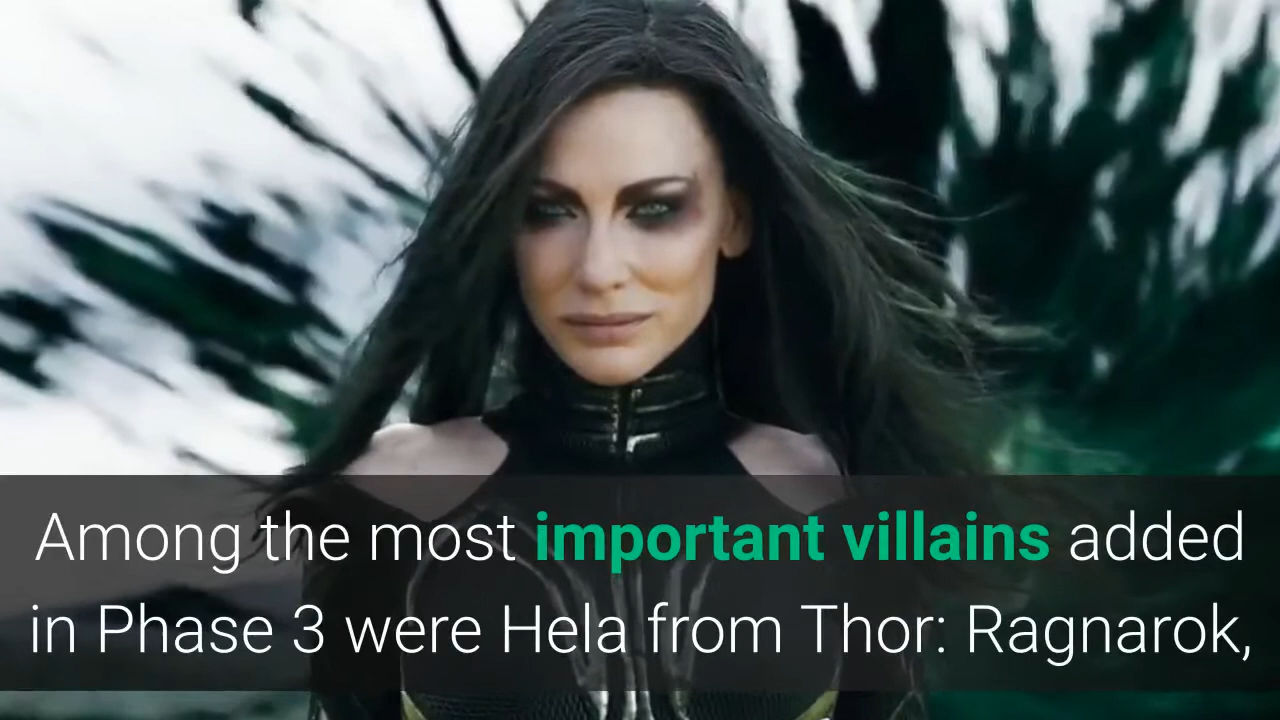 Among the most important villains added
in Phase 3 were Hela from Thor: Ragnarok,